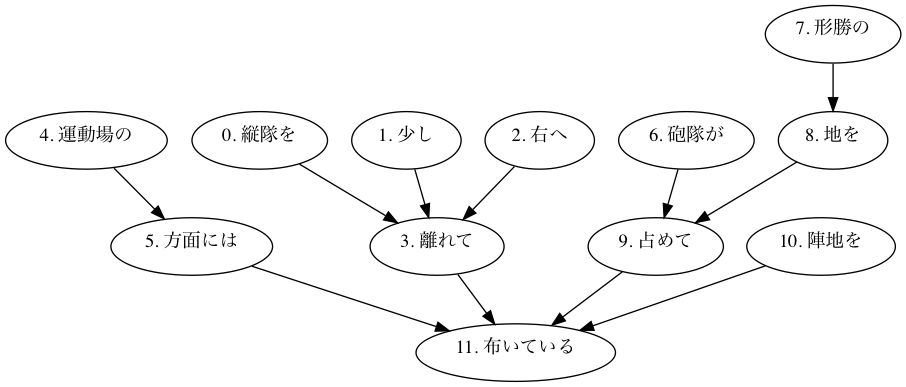 7. 形勝の
4. 運動場の
0. 縦隊を
1. 少し
2. 右へ
6. 砲隊が
8. 地を
5. 方面には
3. 離れて
9. 占めて
10. 陣地を
11. 布いている